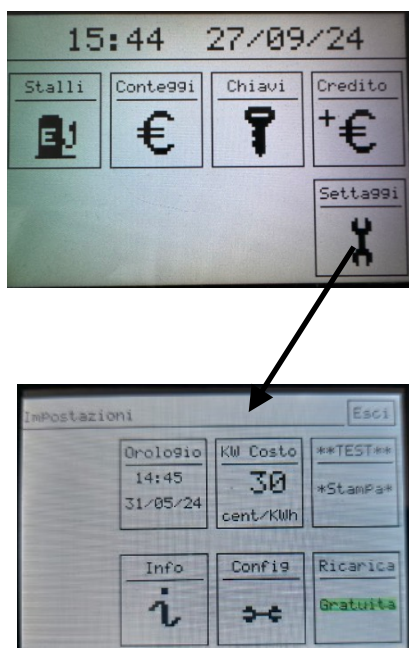 15:44 27/09/24
Stalli Conteggi Chiavi Credito
E € + €
Settaggi
Impostazioni Esci
Orologio KW Costo **TEST**
14:45 30 *Stampa*
31/05/24 cent/KWh
Info Config Ricarica
i Gratuita